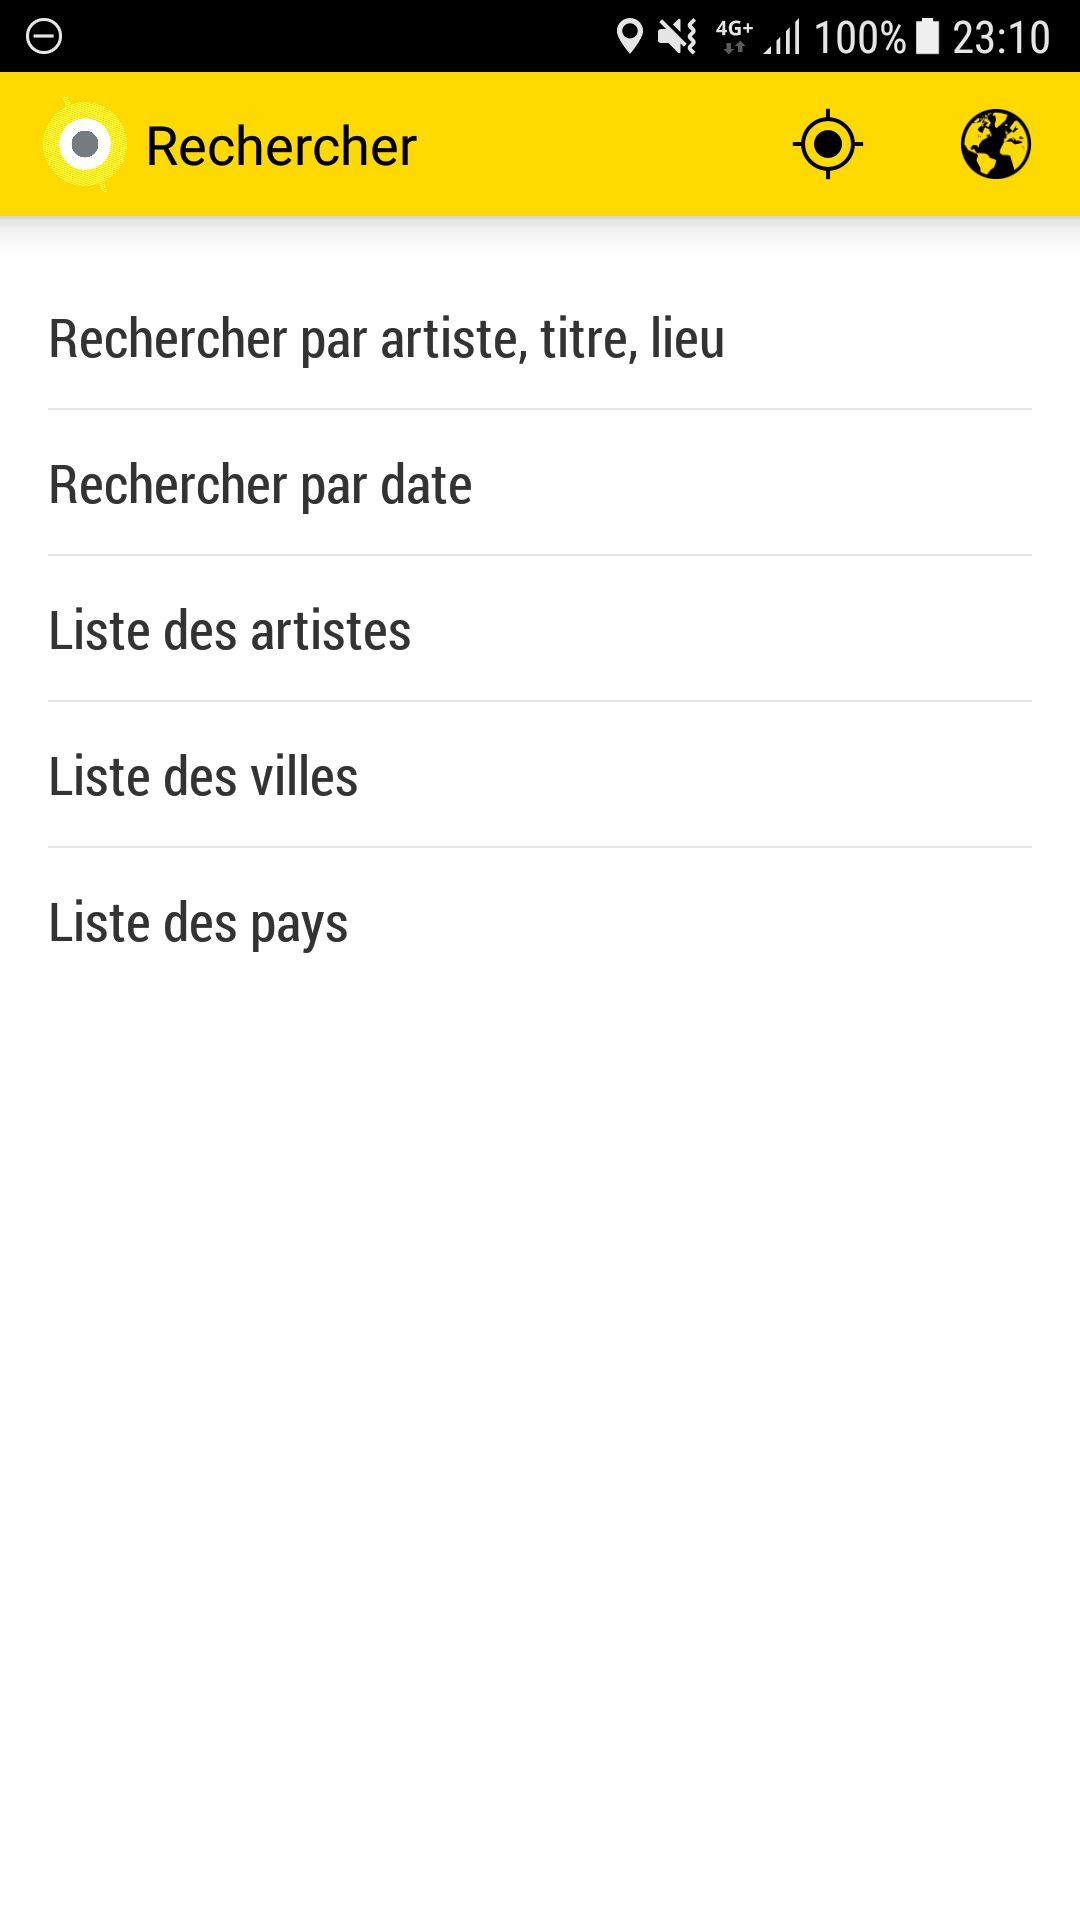 4G+ 100% 23:10
Rechercher
Rechercher par artiste, titre, lieu
Rechercher par date
Liste des artistes
Liste des villes
Liste des pays